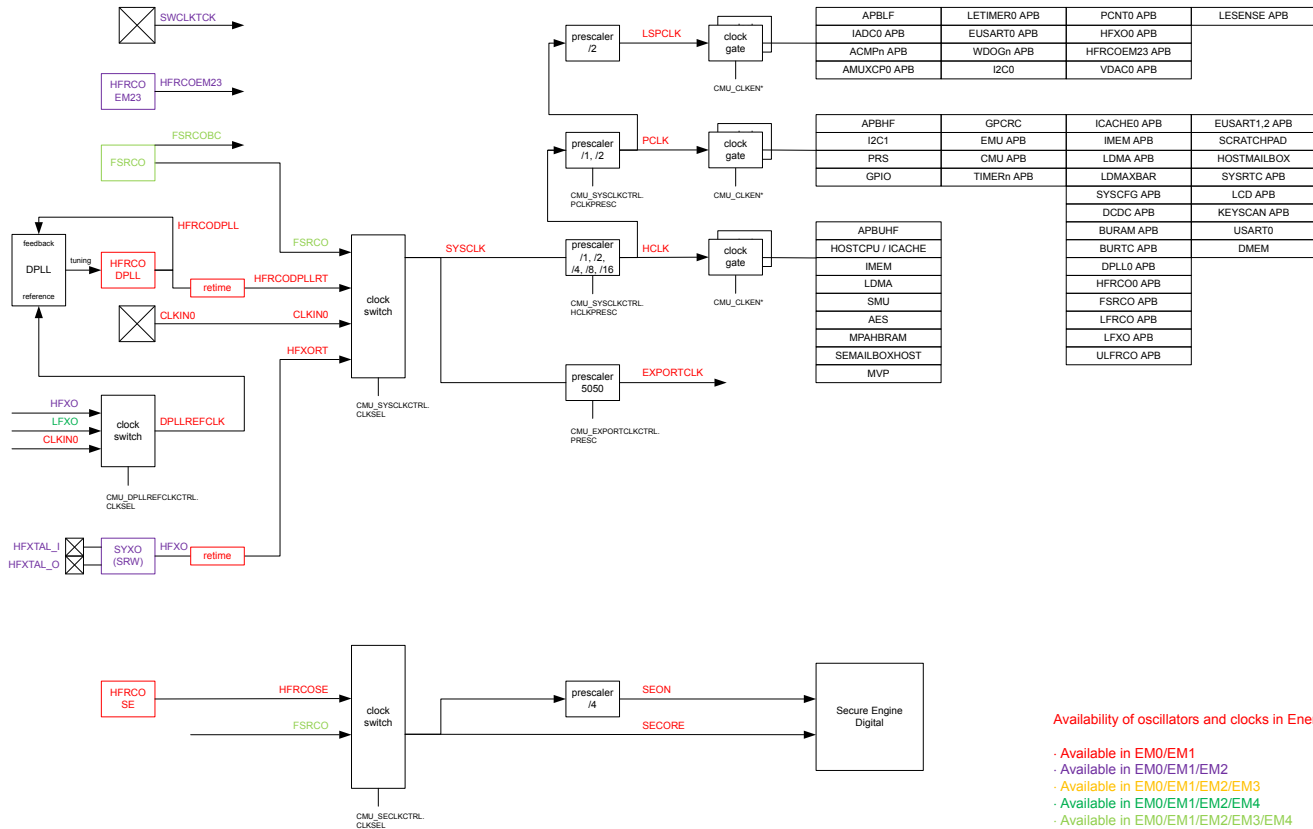 SWCLKTCK
HFRCO
EM23
HFRCOEM23
FSRCO
FSRCOBC
feedback
DPLL
reference
tuning
HFRCO
DPLL
HFRCODPLL
retime
HFRCODPLLRT
FSRCO
CLKIN0
CLKIN0
HFXORT
clock
switch
CMU_SYSCLKCTRL.
CLKSEL
HFXO
LFXO
CLKIN0
clock
switch
DPLLREFCLK
CMU_DPLLREFCLKCTRL.
CLKSEL
HFXTAL_I
HFXTAL_O
SYXO
(SRW)
HFXO
retime
SYSCLK
prescaler
/2
LSPCLK
clock
gate
CMU_CLKEN*
prescaler
/1, /2
PCLK
clock
gate
CMU_SYSCLKCTRL.
PCLKPRESC
CMU_CLKEN*
prescaler
/1, /2,
/4, /8, /16
HCLK
clock
gate
CMU_SYSCLKCTRL.
HCLKPRESC
CMU_CLKEN*
prescaler
5050
EXPORTCLK
CMU_EXPORTCLKCTRL.
PRESC
APBLF LETIMER0 APB PCNT0 APB LESENSE APB
IADC0 APB EUSART0 APB HFXO0 APB
ACMPn APB WDOGn APB HFRCOEM23 APB
AMUXCP0 APB I2C0 VDAC0 APB
APBHF GPCRC ICACHE0 APB EUSART1,2 APB
I2C1 EMU APB IMEM APB SCRATCHPAD
PRS CMU APB LDMA APB HOSTMAILBOX
GPIO TIMERn APB LDMAXBAR SYSRTC APB
SYSCFG APB LCD APB
DCDC APB KEYSCAN APB
BURAM APB USART0
BURTC APB DMEM
DPLL0 APB
HFRCO0 APB
FSRCO APB
LFRCO APB
LFXO APB
ULFRCO APB
APBUHF
HOSTCPU / ICACHE
IMEM
LDMA
SMU
AES
MPAHBRAM
SEMAILBOXHOST
MVP
HFRCO
SE
HFRCOSE
FSRCO
clock
switch
CMU_SECLKCTRL.
CLKSEL
prescaler
/4
SEON
SECORE
Secure Engine
Digital
Availability of oscillators and clocks in Ener
· Available in EM0/EM1
· Available in EM0/EM1/EM2
· Available in EM0/EM1/EM2/EM3
· Available in EM0/EM1/EM2/EM4
· Available in EM0/EM1/EM2/EM3/EM4